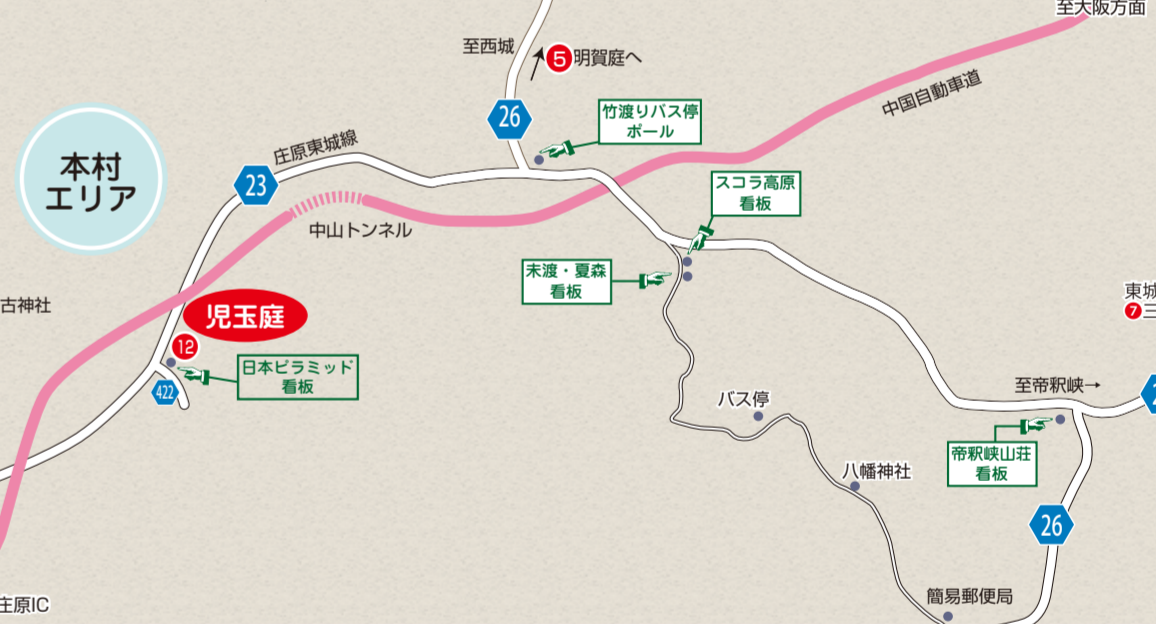 至大阪方面
至西城
5
明賀庭へ
中国自動車道
26
竹渡りバス停
ポール
本村
エリア
庄原東城線
23
スコラ高原
看板
中山トンネル
末渡・夏森
看板
古神社
児玉庭
12
東城
7
三
日本ピラミッド
看板
422
至帝釈峡→
2
バス停
帝釈峡山荘
看板
八幡神社
26
簡易郵便局
庄原IC